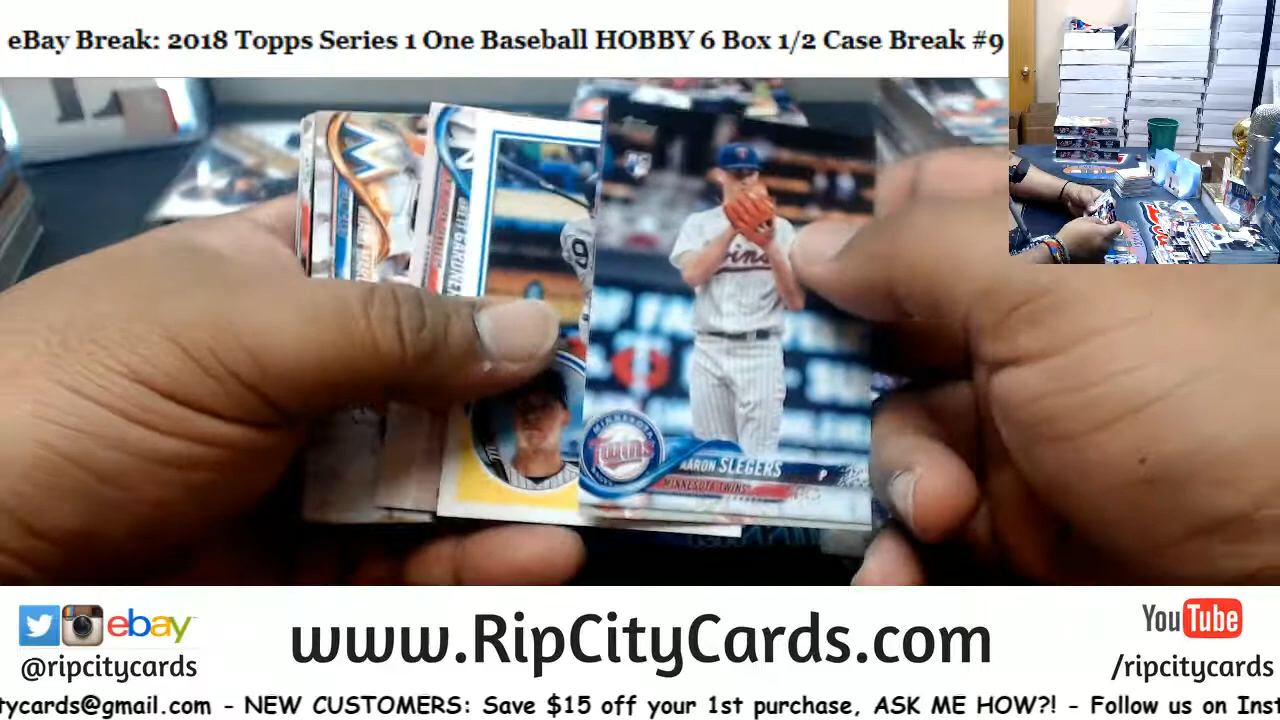 eBay Break: 2018 Topps Series 1 One Baseball HOBBY 6 Box 1/2 Case Break #9
MINNESOTA
Twins
AARON SLEGERS
P
MINNESOTA TWINS
ebay
@ripcitycards
www.RipCityCards.com
YouTube
/ripcitycards
tycards@gmail.com - NEW CUSTOMERS: Save $15 off your 1st purchase, ASK ME HOW?! - Follow us on Inst